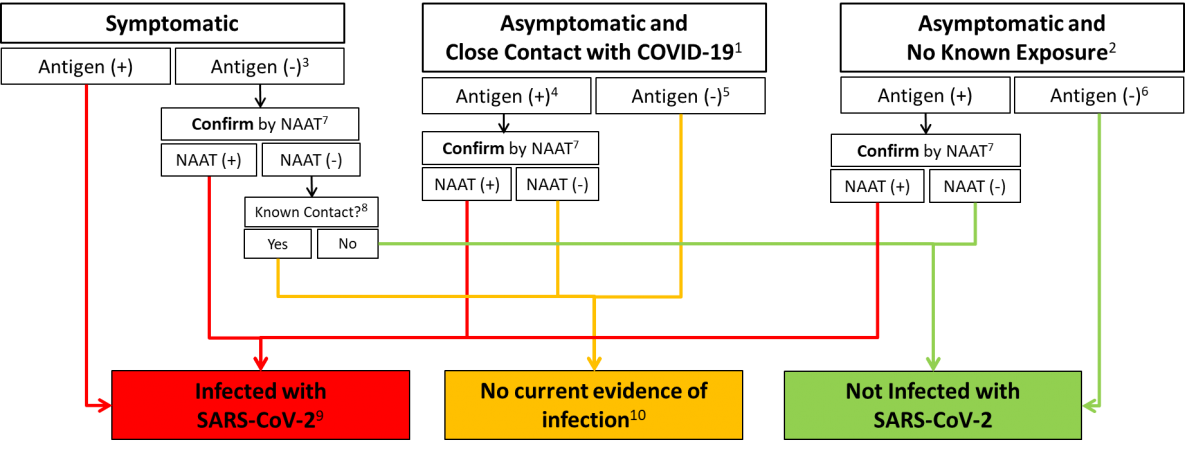 Symptomatic
Antigen (+)
Antigen (-)3
Confirm by NAAT7
NAAT (+)
NAAT (-)
Known Contact?8
Yes
No
Asymptomatic and
Close Contact with COVID-191
Antigen (+)4
Antigen (-)5
Confirm by NAAT7
NAAT (+)
NAAT (-)
Asymptomatic and
No Known Exposure2
Antigen (+)
Antigen (-)6
Confirm by NAAT7
NAAT (+)
NAAT (-)
Infected with
SARS-CoV-29
No current evidence of
infection10
Not Infected with
SARS-CoV-2